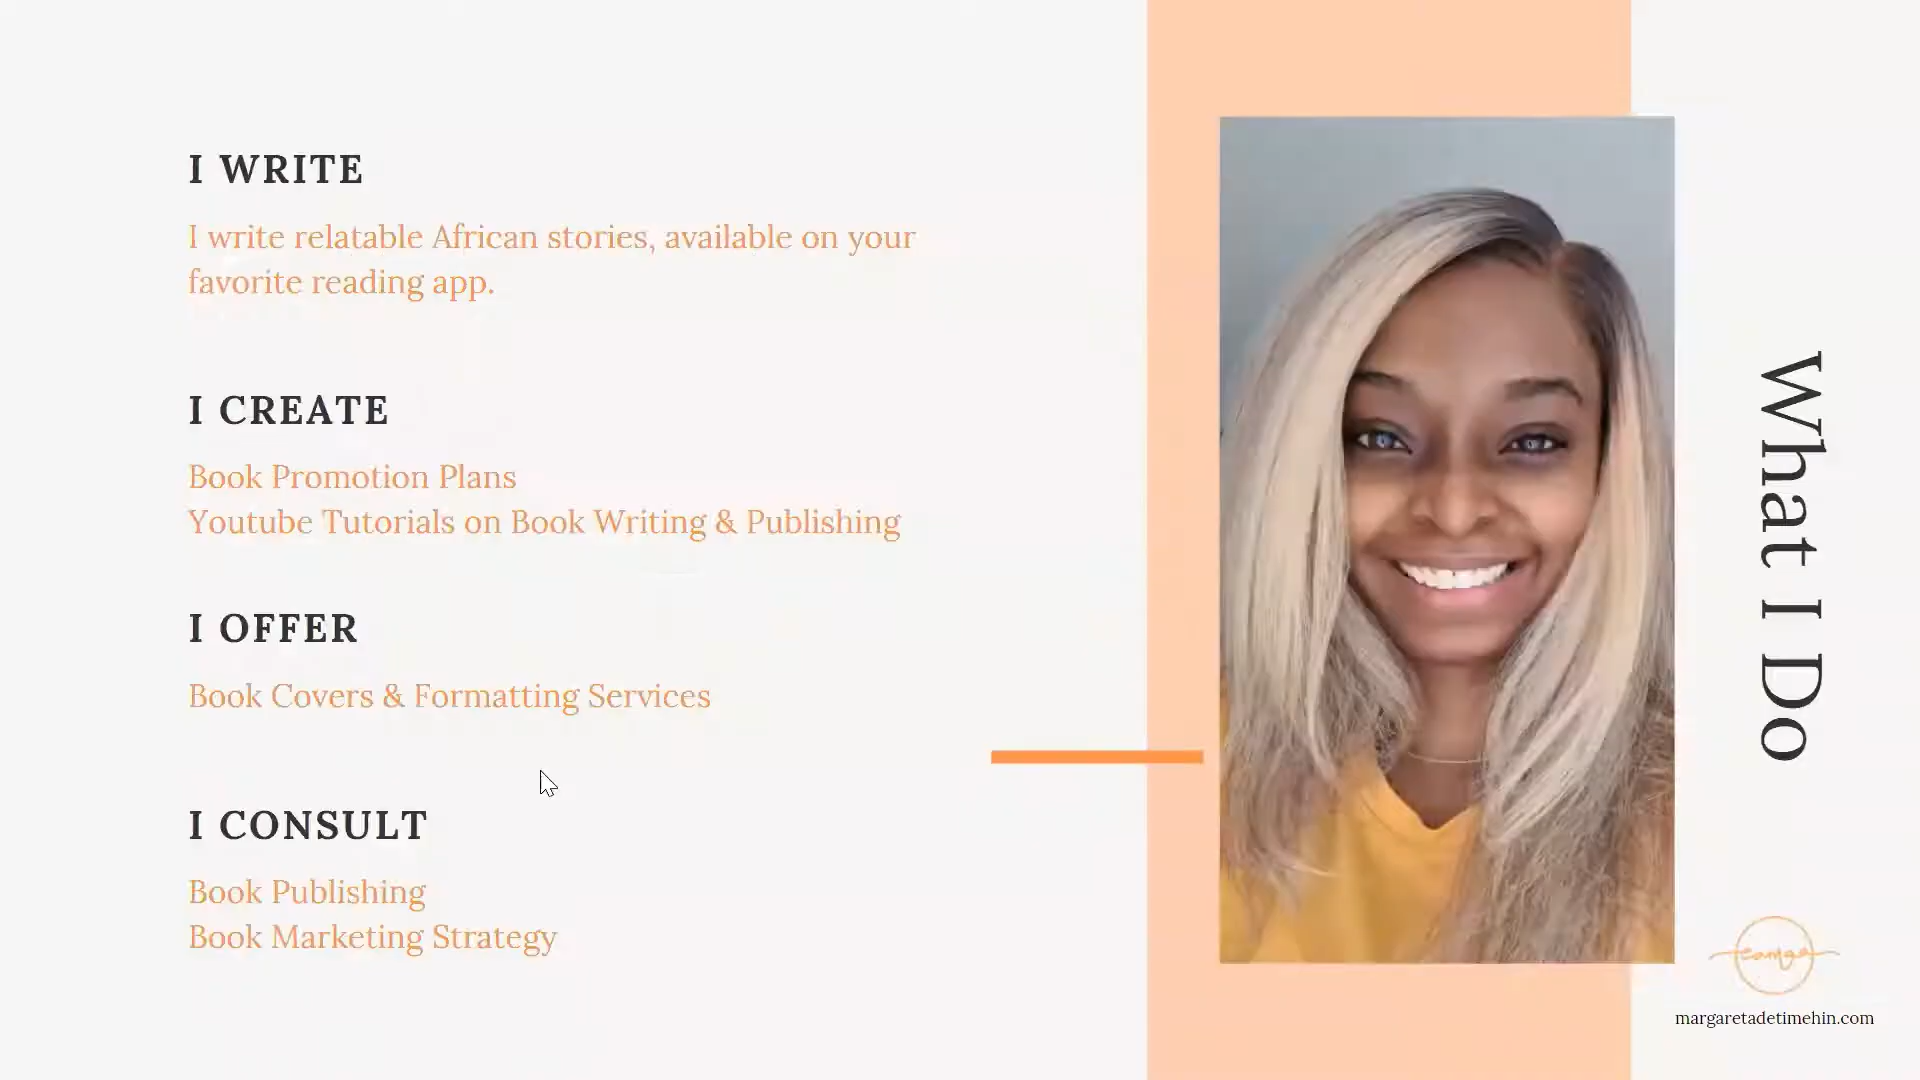 I WRITE
I write relatable African stories, available on your
favorite reading app.
I CREATE
Book Promotion Plans
Youtube Tutorials on Book Writing & Publishing
I OFFER
Book Covers & Formatting Services
I CONSULT
Book Publishing
Book Marketing Strategy
What I Do
margaretadetimehin.com